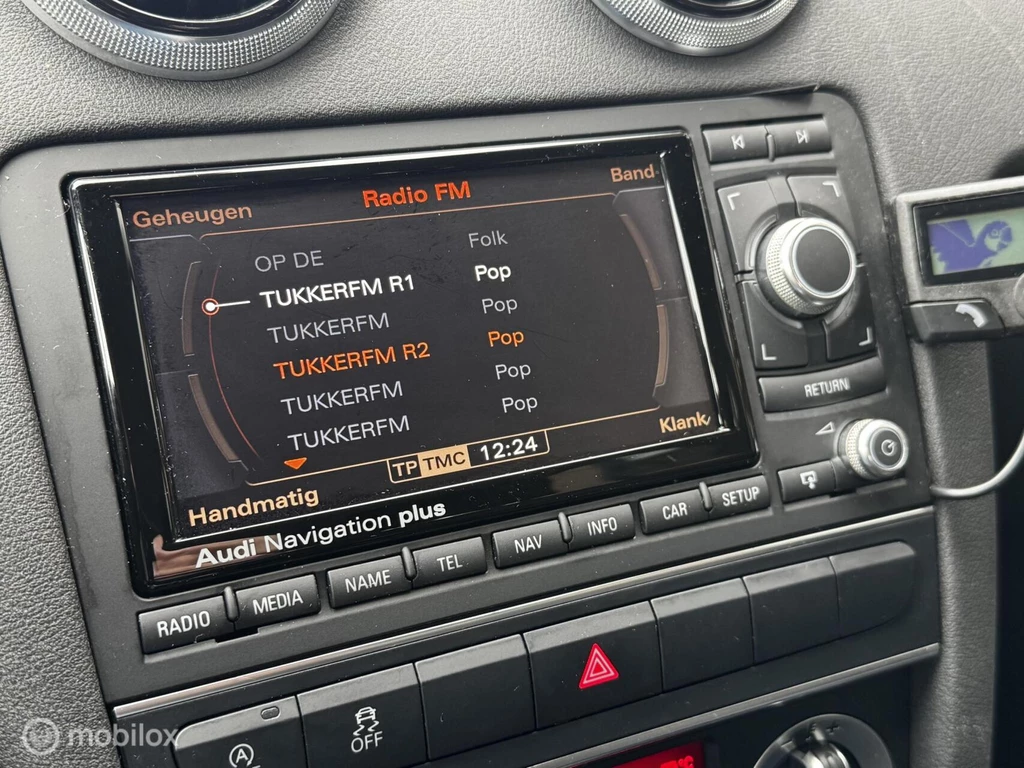 Geheugen Radio FM Band
OP DE Folk
TUKKERFM R1 Pop
TUKKERFM Pop
TUKKERFM R2 Pop
TUKKERFM Pop
TUKKERFM Pop
TP TMC 12:24 Klank
Handmatig
Audi Navigation plus
RETURN
RADIO MEDIA NAME TEL NAV INFO CAR SETUP
A
OFF
mobilox